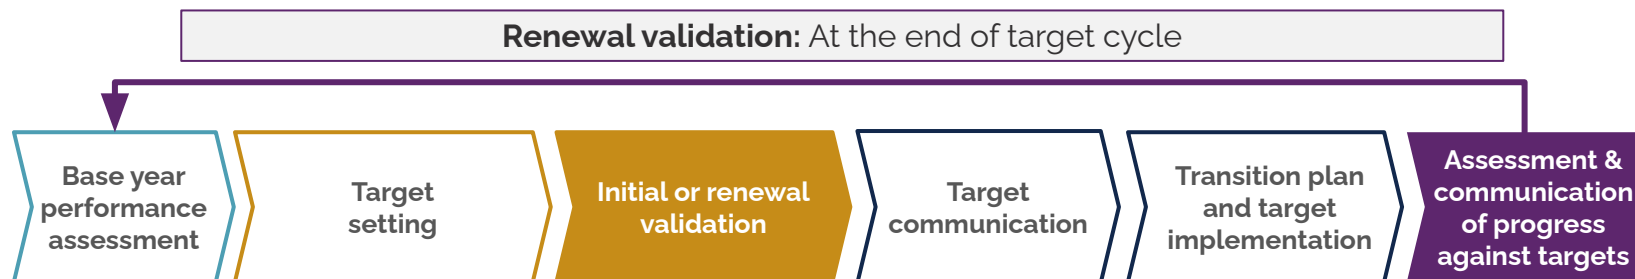 Renewal validation: At the end of target cycle
Base year
performance
assessment
Target
setting
Initial or renewal
validation
Target
communication
Transition plan
and target
implementation
Assessment &
communication
of progress
against targets